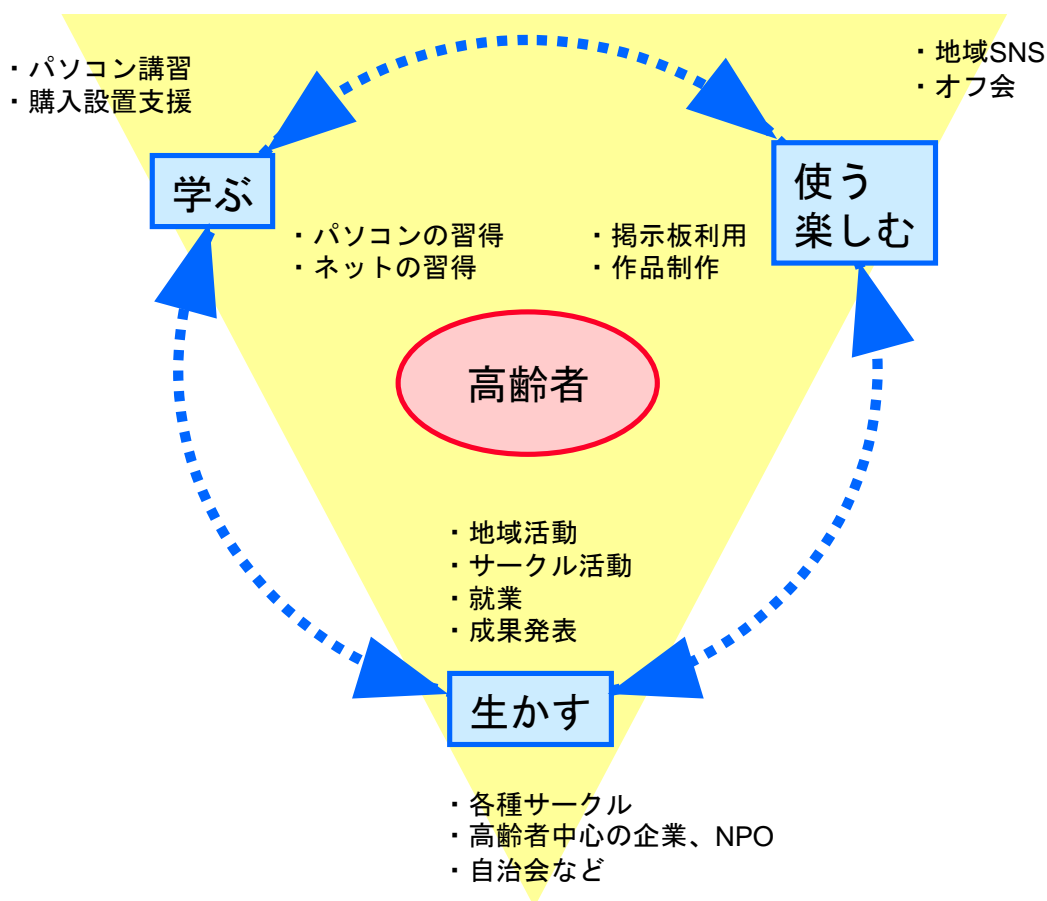 ・パソコン講習
・購入設置支援
・地域SNS
・オフ会
学ぶ
使う
楽しむ
・パソコンの習得
・ネットの習得
・掲示板利用
・作品制作
高齢者
・地域活動
・サークル活動
・就業
・成果発表
生かす
・各種サークル
・高齢者中心の企業、NPO
・自治会など